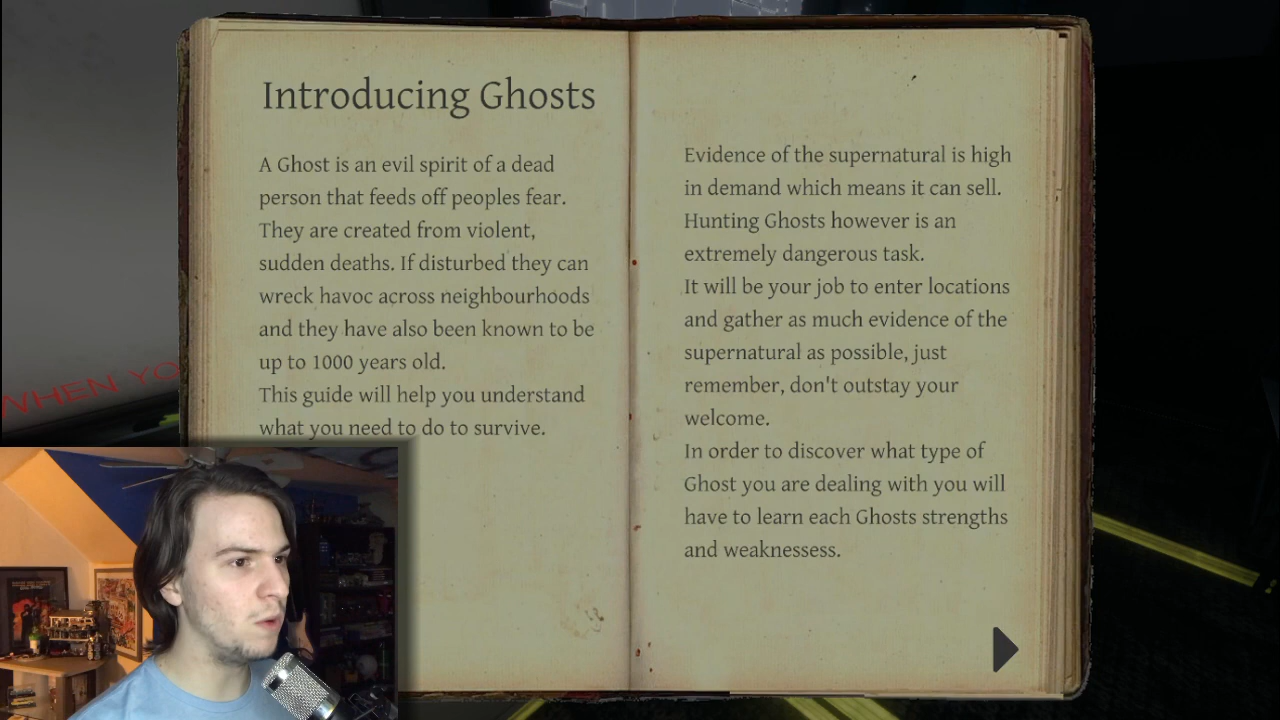 Introducing Ghosts
A Ghost is an evil spirit of a dead
person that feeds off peoples fear.
They are created from violent,
sudden deaths. If disturbed they can
wreck havoc across neighbourhoods
and they have also been known to be
up to 1000 years old.
This guide will help you understand
what you need to do to survive.
Evidence of the supernatural is high
in demand which means it can sell.
Hunting Ghosts however is an
extremely dangerous task.
It will be your job to enter locations
and gather as much evidence of the
supernatural as possible, just
remember, don't outstay your
welcome.
In order to discover what type of
Ghost you are dealing with you will
have to learn each Ghosts strengths
and weaknessess.
WHEN YO